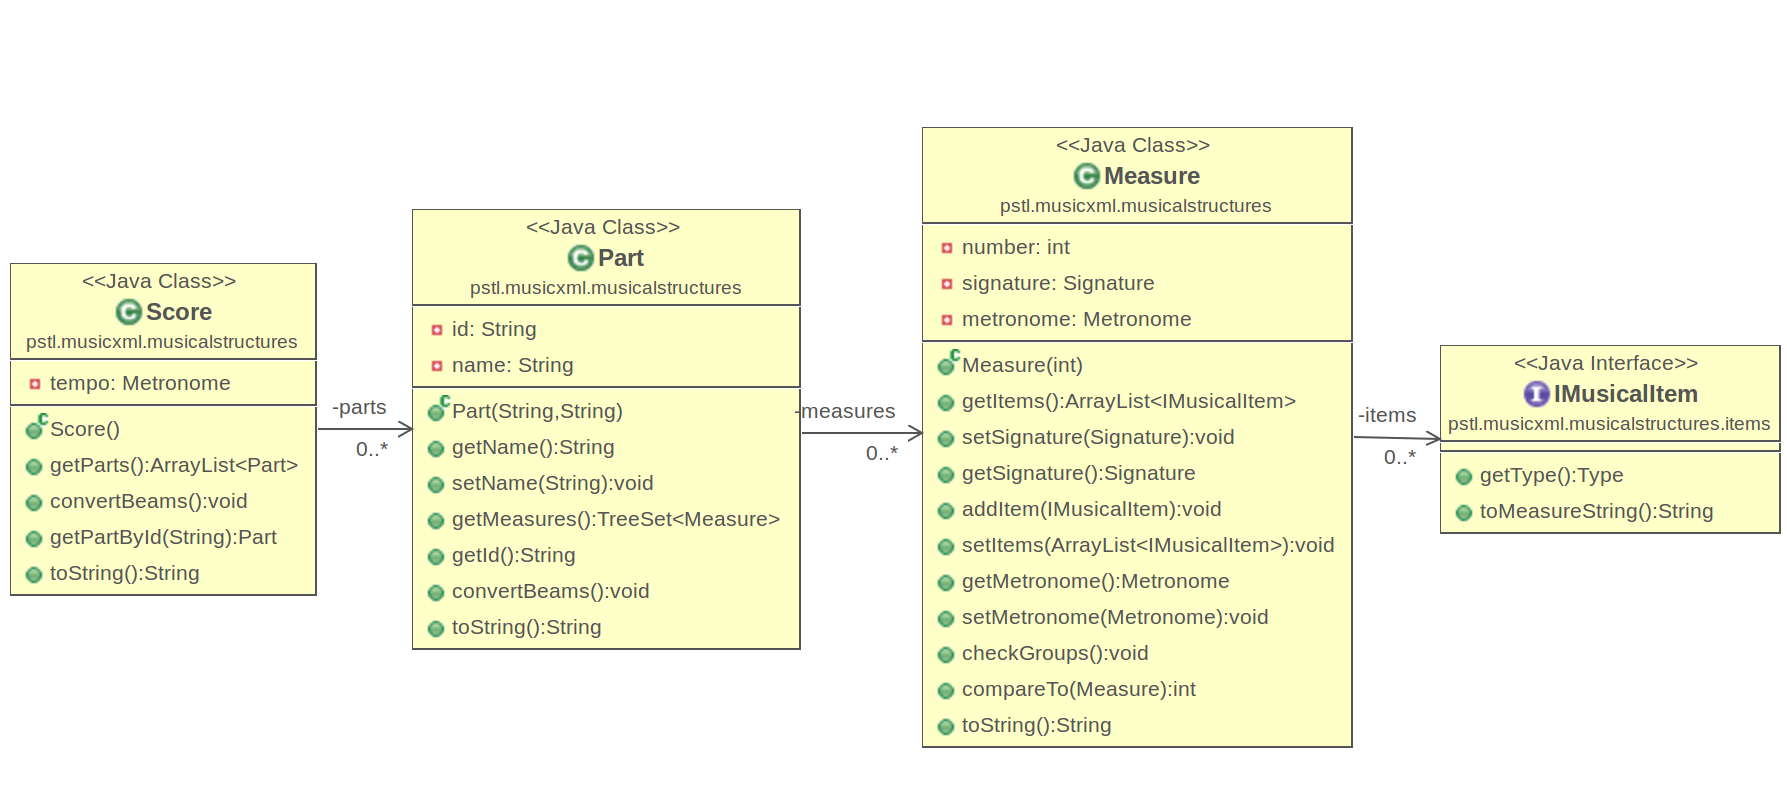 <<Java Class>>
Score
pstl.musicxml.musicalstructures
tempo: Metronome
Score()
getParts():ArrayList<Part>
convertBeams():void
getPartById(String):Part
toString():String
-parts
0..*
<<Java Class>>
Part
pstl.musicxml.musicalstructures
id: String
name: String
Part(String,String)
getName():String
setName(String):void
getMeasures():TreeSet<Measure>
getId():String
convertBeams():void
toString():String
-measures
0..*
<<Java Class>>
Measure
pstl.musicxml.musicalstructures
number: int
signature: Signature
metronome: Metronome
Measure(int)
getItems():ArrayList<IMusicalItem>
setSignature(Signature):void
getSignature():Signature
addItem(IMusicalItem):void
setItems(ArrayList<IMusicalItem>):void
getMetronome():Metronome
setMetronome(Metronome):void
checkGroups():void
compareTo(Measure):int
toString():String
-items
0..*
<<Java Interface>>
IMusicalItem
pstl.musicxml.musicalstructures.items
getType():Type
toMeasureString():String